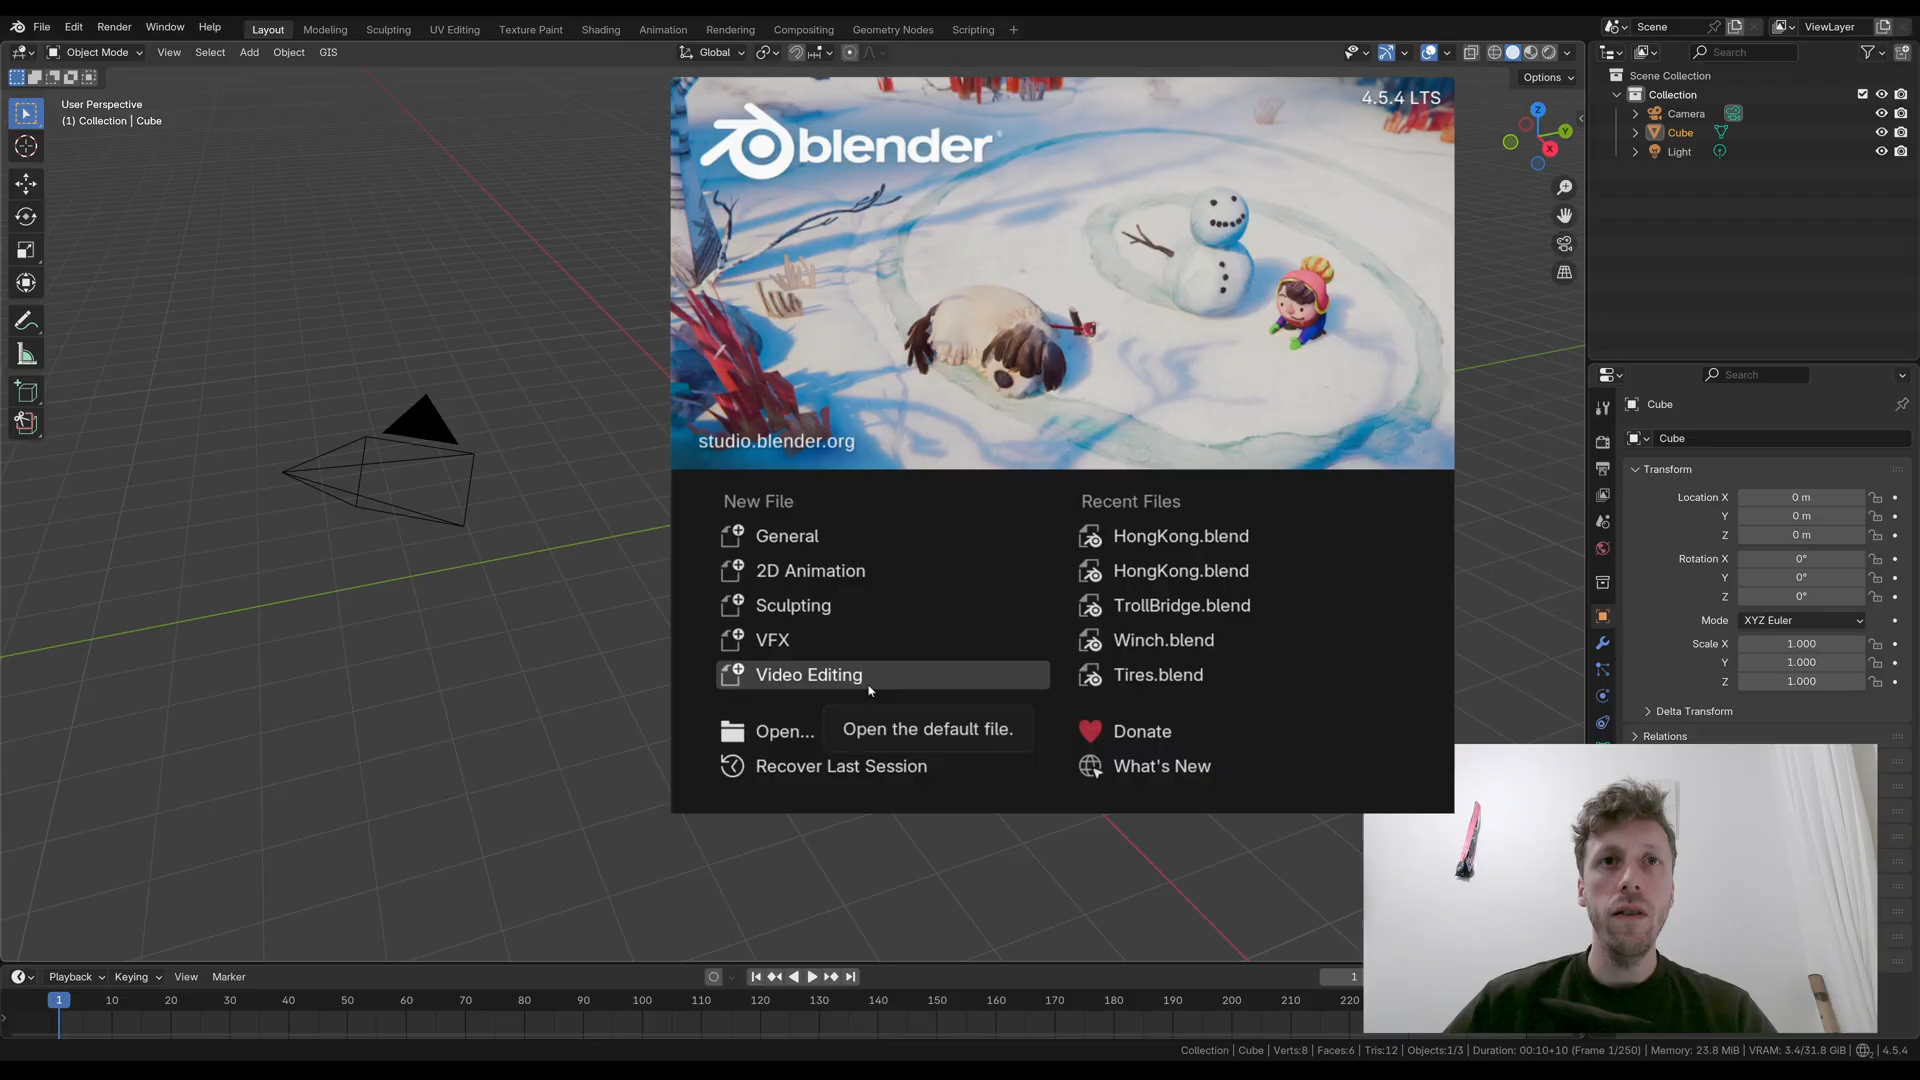 File Edit Render Window Help Layout Modeling Sculpting UV Editing Texture Paint Shading Animation Rendering Compositing Geometry Nodes Scripting + Scene ViewLayer
Object Mode View Select Add Object GIS Global Search
Options
User Perspective
(1) Collection | Cube
Scene Collection
Collection
Camera
Cube
Light
Z
Y
X
blender
4.5.4 LTS
studio.blender.org
New File
General
2D Animation
Sculpting
VFX
Video Editing
Open...
Open the default file.
Recover Last Session
Recent Files
HongKong.blend
HongKong.blend
TrollBridge.blend
Winch.blend
Tires.blend
Donate
What's New
Search
Cube
Cube
Transform
Location X 0 m
Y 0 m
Z 0 m
Rotation X 0°
Y 0°
Z 0°
Mode XYZ Euler
Scale X 1.000
Y 1.000
Z 1.000
Delta Transform
Relations
Playback Keying View Marker 1
1 10 20 30 40 50 60 70 80 90 100 110 120 130 140 150 160 170 180 190 200 210 220
Collection | Cube | Verts:8 | Faces:6 | Tris:12 | Objects:1/3 | Duration: 00:10+10 (Frame 1/250) | Memory: 23.8 MiB | VRAM: 3.4/31.8 GiB | 2 | 4.5.4